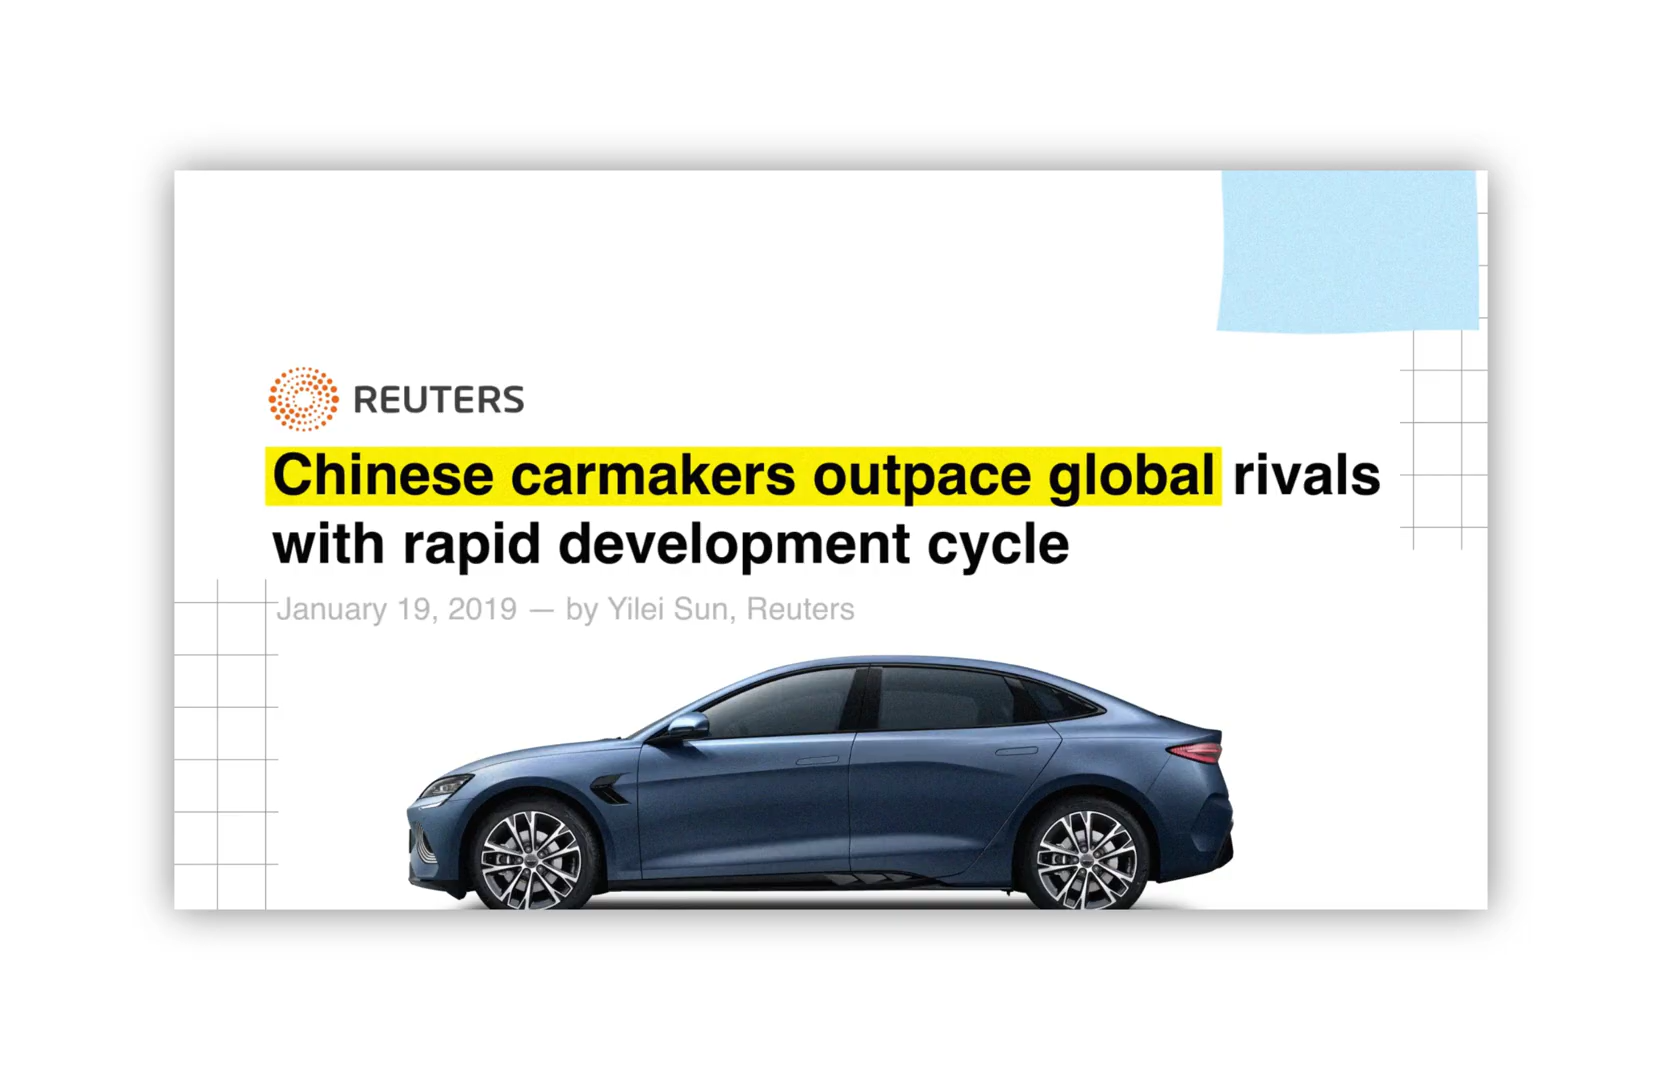 REUTERS
Chinese carmakers outpace global rivals
with rapid development cycle
January 19, 2019 — by Yilei Sun, Reuters